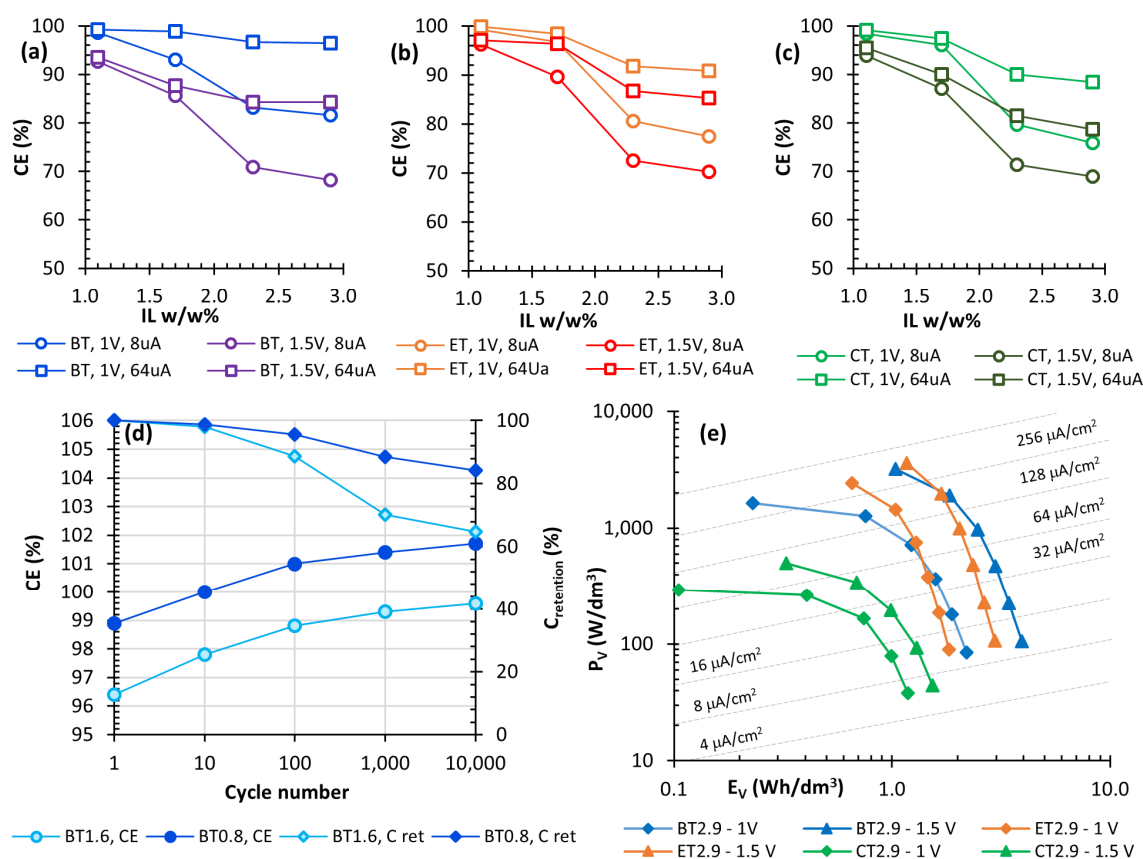 (a)
100
90
80
70
60
50
CE (%)
1.0 1.5 2.0 2.5 3.0
IL w/w%
BT, 1V, 8uA
BT, 1.5V, 8uA
BT, 1V, 64uA
BT, 1.5V, 64uA
(b)
100
90
80
70
60
50
CE (%)
1.0 1.5 2.0 2.5 3.0
IL w/w%
ET, 1V, 8uA
ET, 1.5V, 8uA
ET, 1V, 64Ua
ET, 1.5V, 64uA
(c)
100
90
80
70
60
50
CE (%)
1.0 1.5 2.0 2.5 3.0
IL w/w%
CT, 1V, 8uA
CT, 1.5V, 8uA
CT, 1V, 64uA
CT, 1.5V, 64uA
(d)
106
105
104
103
102
101
100
99
98
97
96
95
CE (%)
100
80
60
40
20
0
Cretention (%)
1 10 100 1,000 10,000
Cycle number
BT1.6, CE
BT0.8, CE
BT1.6, C ret
BT0.8, C ret
(e)
10,000
1,000
100
10
PV (W/dm³)
256 µA/cm²
128 µA/cm²
64 µA/cm²
32 µA/cm²
16 µA/cm²
8 µA/cm²
4 µA/cm²
0.1 1.0 10.0
EV (Wh/dm³)
BT2.9 - 1V
BT2.9 - 1.5 V
ET2.9 - 1V
ET2.9 - 1.5 V
CT2.9 - 1V
CT2.9 - 1.5 V